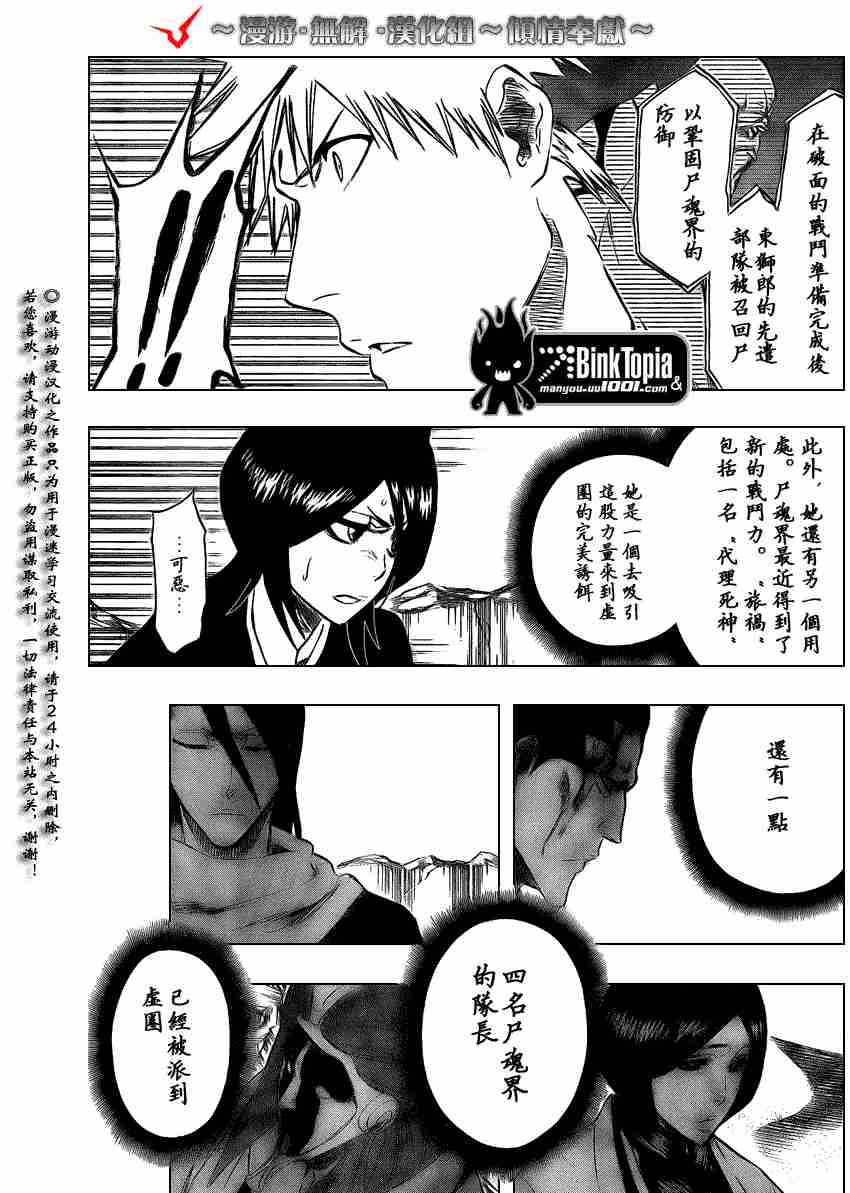 ～漫游·無解·漢化組～傾情奉獻～
在破面的戰鬥準備完成後
東獅郎的先遣
部隊被召回尸
以鞏固尸魂界的
防御
BinkTopia
manyou.uu1001.com &
此外，她還有另一個用
處。尸魂界最近得到了
新的戰鬥力。“旅禍”
包括一名“代理死神”
她是一個去吸引
這股力量來到虛
圈的完美誘餌
…可惡…
還有一點
四名尸魂界
的隊長
已經被派到
虛圈
◎漫游动漫汉化之作品只为用于漫迷学习交流使用，请于24小时之内删除，
若您喜欢，请支持购买正版，勿盗用谋取私利，一切法律责任与本站无关，谢谢！